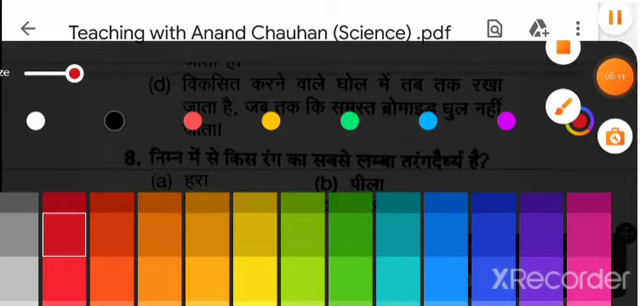 Teaching with Anand Chauhan (Science) .pdf
ze
(d) विकसित करने वाले घोल में तब तक रखा
जाता है, जब तक कि समस्त ब्रोमाइड घुल नहीं
जाता।
8. निम्न में से किस रंग का सबसे लम्बा तरंगदैर्ध्य है?
(a) हरा (b) पीला
XRecorder